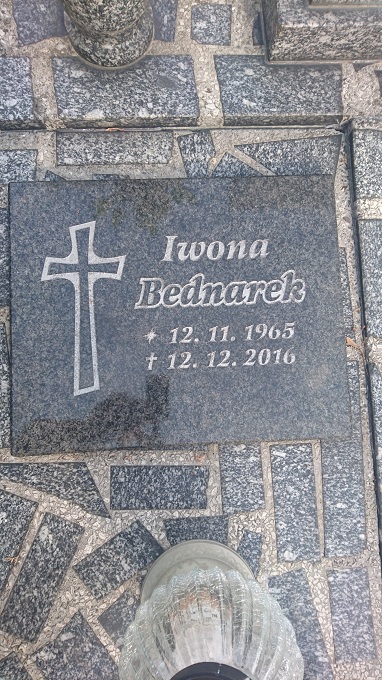 Iwona
Bednarek
* 12. 11. 1965
† 12. 12. 2016